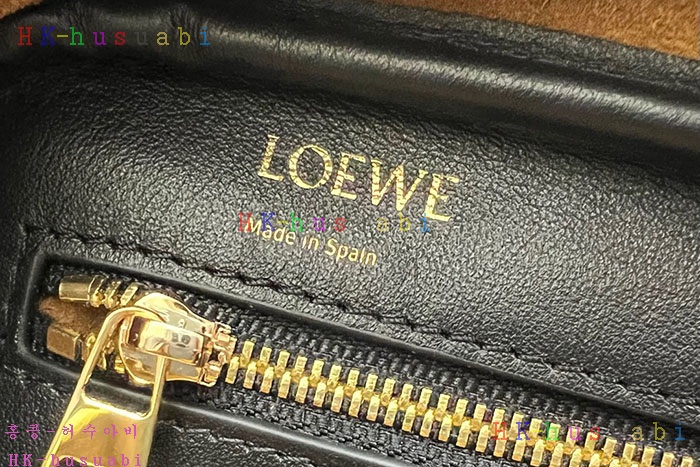 HK-husuabi
LOEWE
HK-husuabi
Made in Spain
HK-husuabi
홍콩-허수아비
HK-husuabi